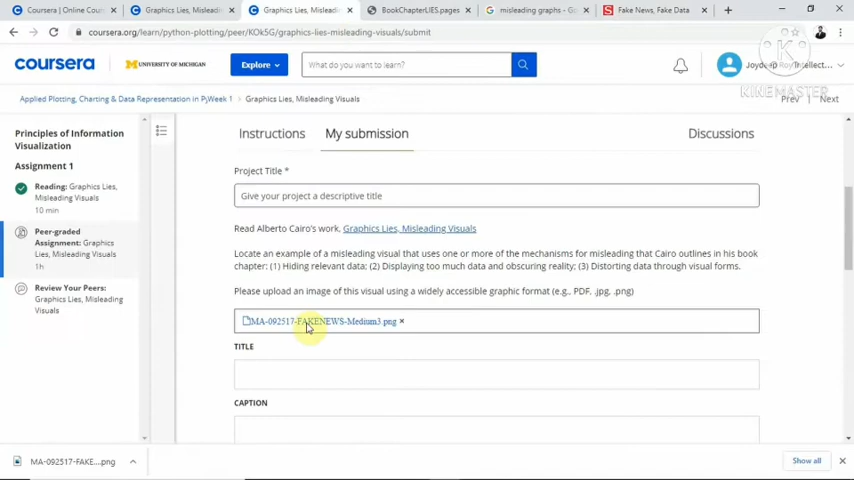 Coursera | Online Cours
Graphics Lies, Misleadin
Graphics Lies, Misleadi
BookChapterLIES.pages
misleading graphs - Go
Fake News, Fake Data
coursera.org/learn/python-plotting/peer/KOk5G/graphics-lies-misleading-visuals/submit
coursera
UNIVERSITY OF MICHIGAN
Explore
What do you want to learn?
Joydeep Roy
KINEMASTER
Applied Plotting, Charting & Data Representation in Py
Week 1
Graphics Lies, Misleading Visuals
Prev
Next
Principles of Information
Visualization
Assignment 1
Reading: Graphics Lies,
Misleading Visuals
10 min
Peer-graded
Assignment: Graphics
Lies, Misleading Visuals
1h
Review Your Peers:
Graphics Lies, Misleading
Visuals
Instructions
My submission
Discussions
Project Title *
Give your project a descriptive title
Read Alberto Cairo's work, Graphics Lies, Misleading Visuals
Locate an example of a misleading visual that uses one or more of the mechanisms for misleading that Cairo outlines in his book
chapter: (1) Hiding relevant data; (2) Displaying too much data and obscuring reality; (3) Distorting data through visual forms.
Please upload an image of this visual using a widely accessible graphic format (e.g., PDF, .jpg, .png)
MA-092517-FAKENEWS-Medium3.png ×
TITLE
CAPTION
MA-092517-FAKE....png
Show all